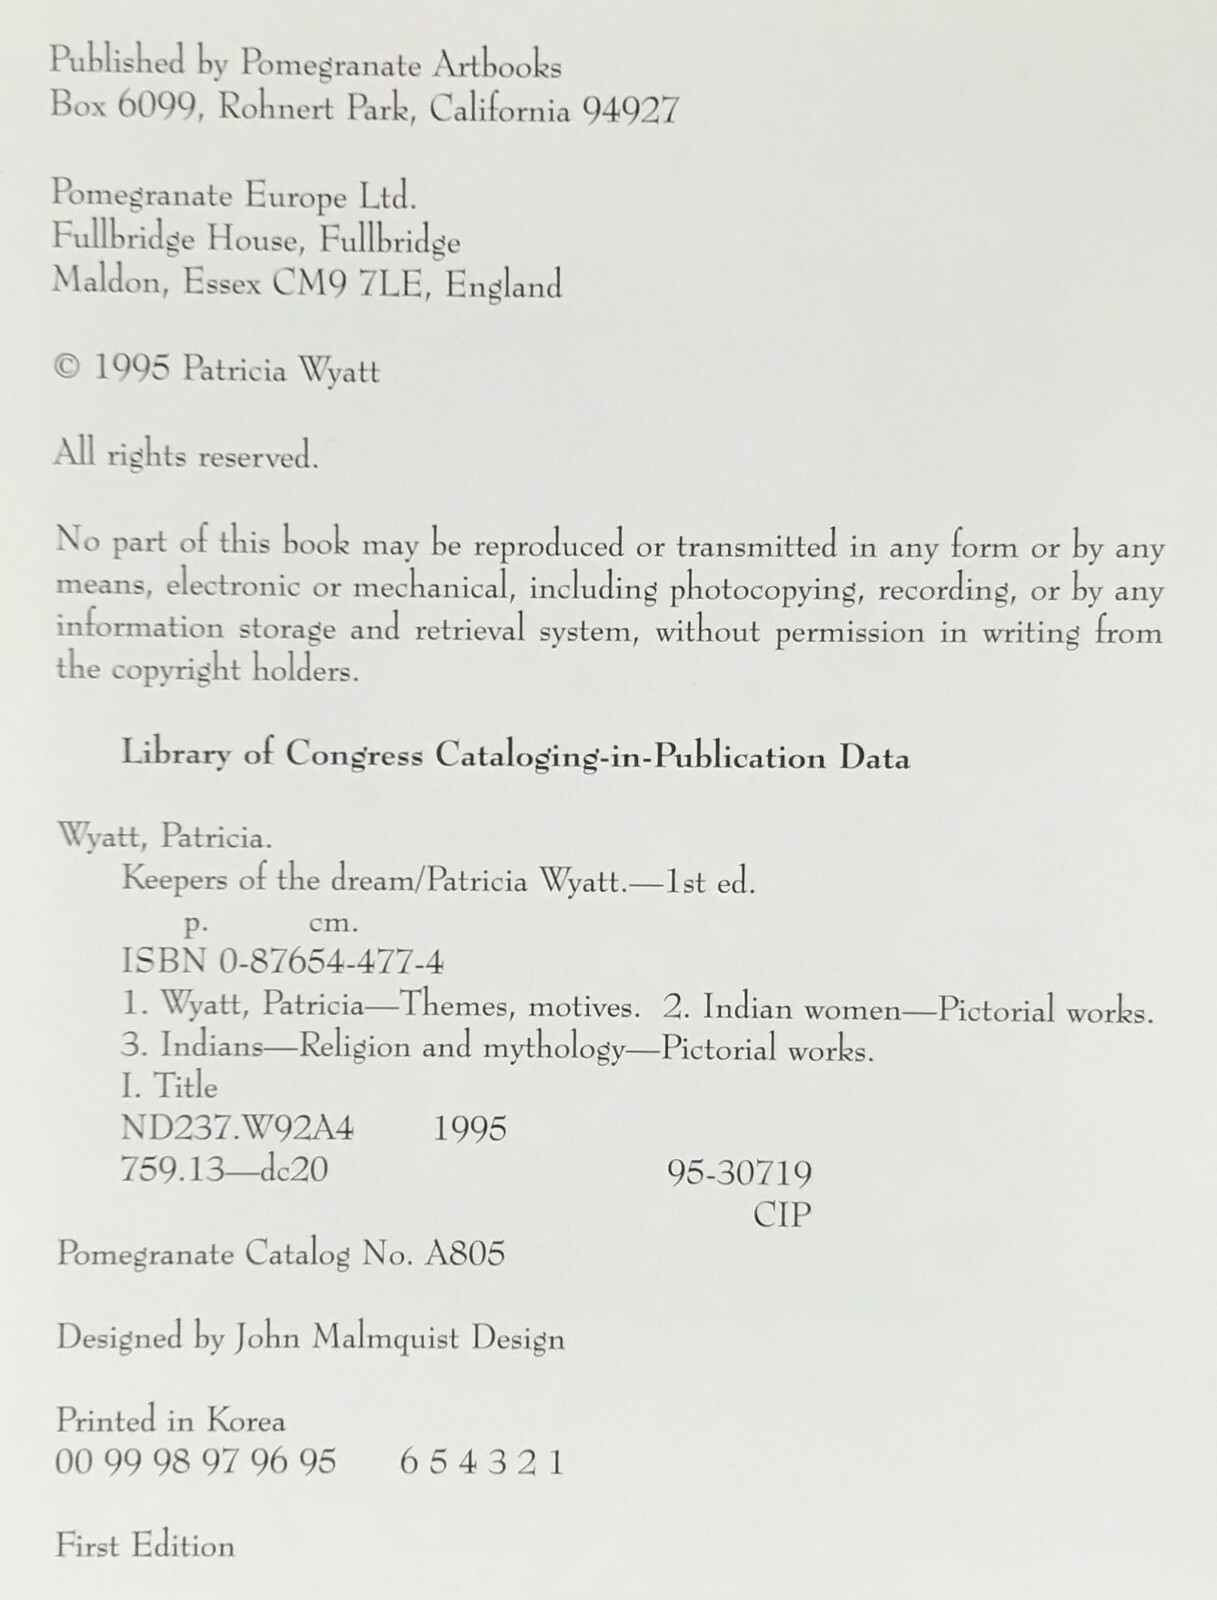 Published by Pomegranate Artbooks
Box 6099, Rohnert Park, California 94927
Pomegranate Europe Ltd.
Fullbridge House, Fullbridge
Maldon, Essex CM9 7LE, England
© 1995 Patricia Wyatt
All rights reserved.
No part of this book may be reproduced or transmitted in any form or by any
means, electronic or mechanical, including photocopying, recording, or by any
information storage and retrieval system, without permission in writing from
the copyright holders.
Library of Congress Cataloging-in-Publication Data
Wyatt, Patricia.
Keepers of the dream/Patricia Wyatt.—1st ed.
p. cm.
ISBN 0-87654-477-4
1. Wyatt, Patricia—Themes, motives. 2. Indian women—Pictorial works.
3. Indians—Religion and mythology—Pictorial works.
I. Title
ND237.W92A4 1995
759.13—dc20 95-30719
CIP
Pomegranate Catalog No. A805
Designed by John Malmquist Design
Printed in Korea
00 99 98 97 96 95 6 5 4 3 2 1
First Edition